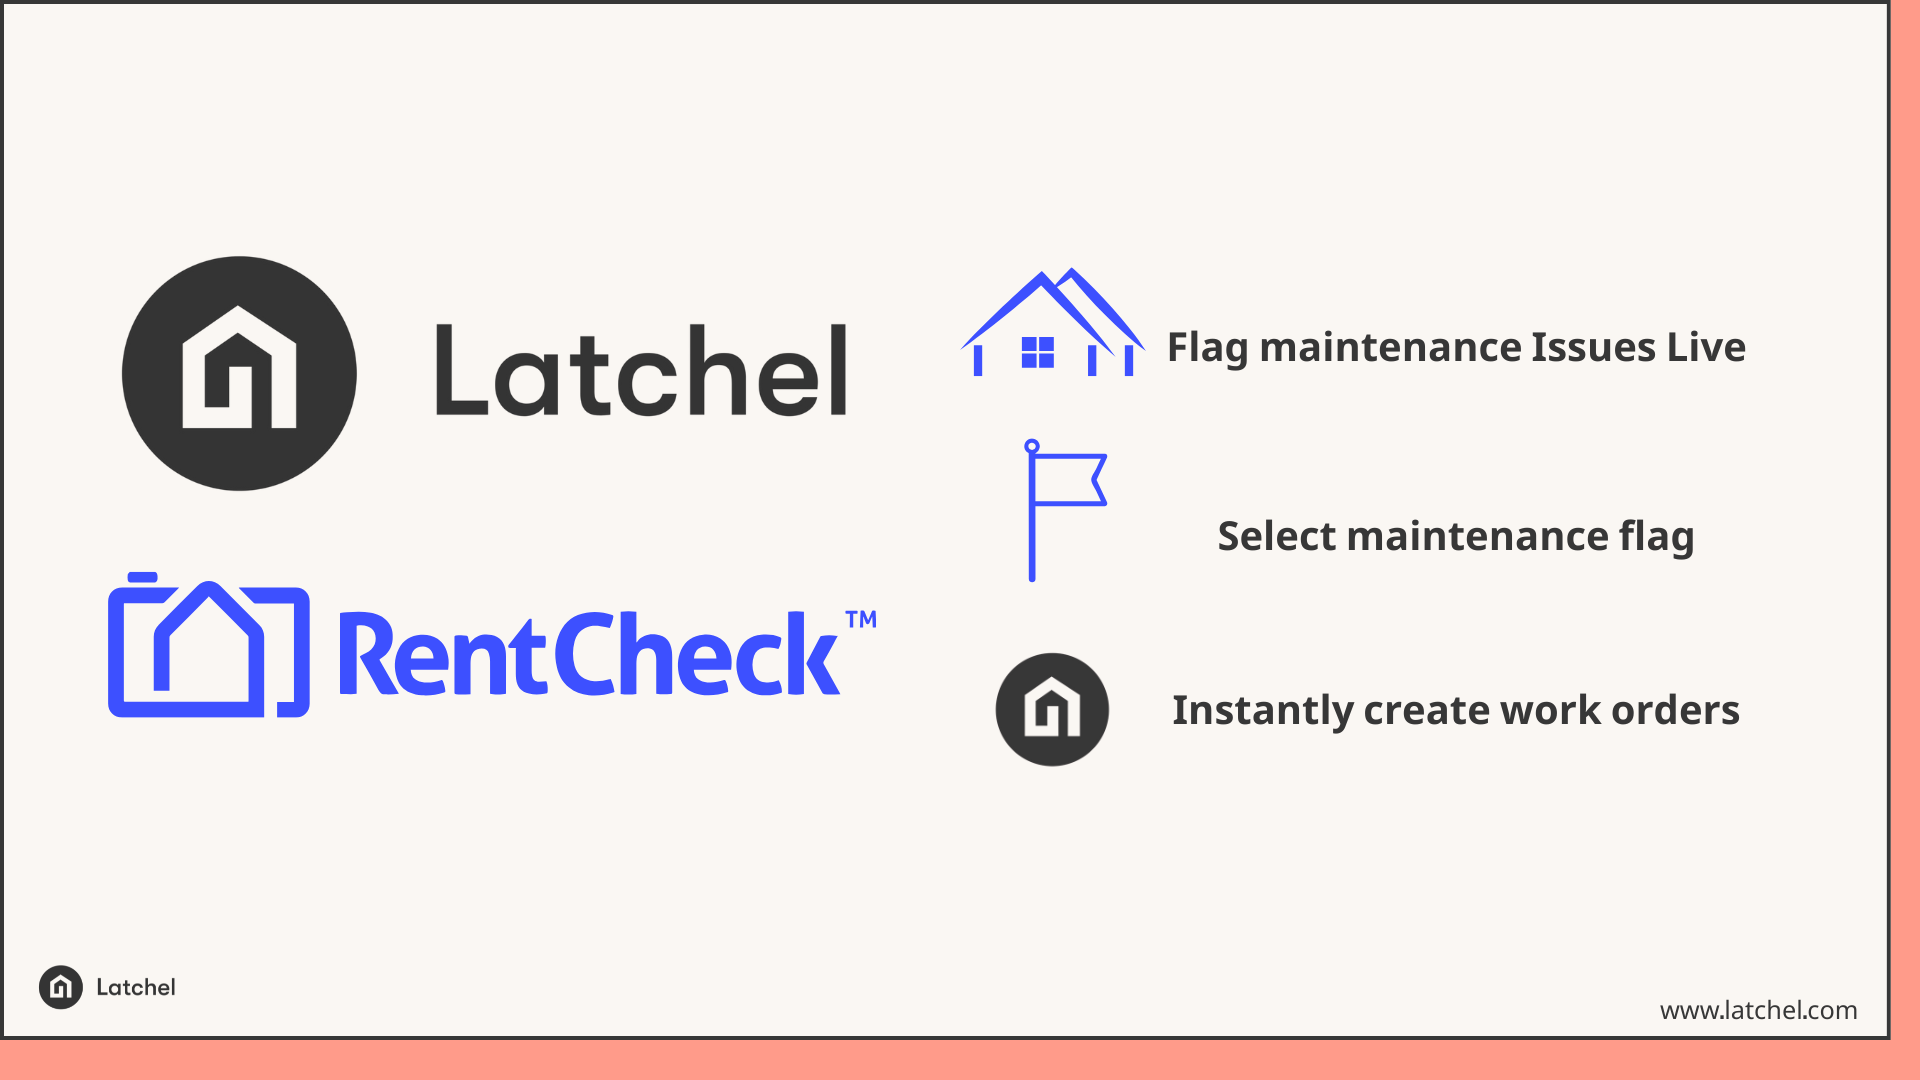 Latchel
RentCheck™
Flag maintenance Issues Live
Select maintenance flag
Instantly create work orders
Latchel
www.latchel.com